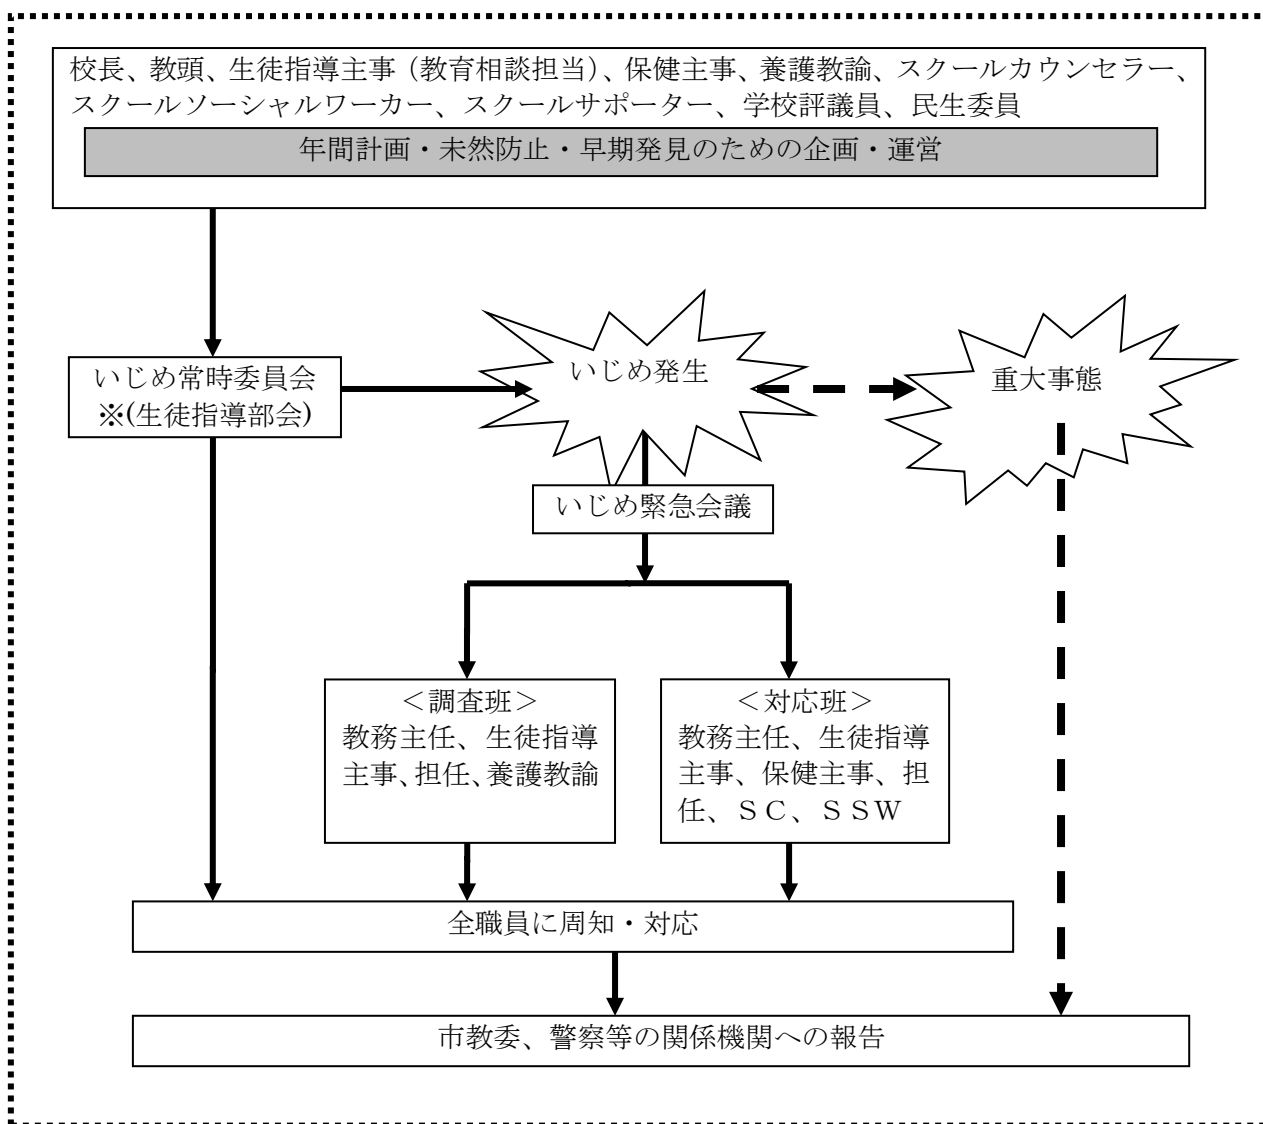 校長、教頭、生徒指導主事（教育相談担当）、保健主事、養護教諭、スクールカウンセラー、
スクールソーシャルワーカー、スクールサポーター、学校評議員、民生委員
年間計画・未然防止・早期発見のための企画・運営
いじめ常時委員会
※(生徒指導部会)
いじめ発生
重大事態
いじめ緊急会議
＜調査班＞
教務主任、生徒指導
主事、担任、養護教諭
＜対応班＞
教務主任、生徒指導
主事、保健主事、担
任、ＳＣ、ＳＳＷ
全職員に周知・対応
市教委、警察等の関係機関への報告